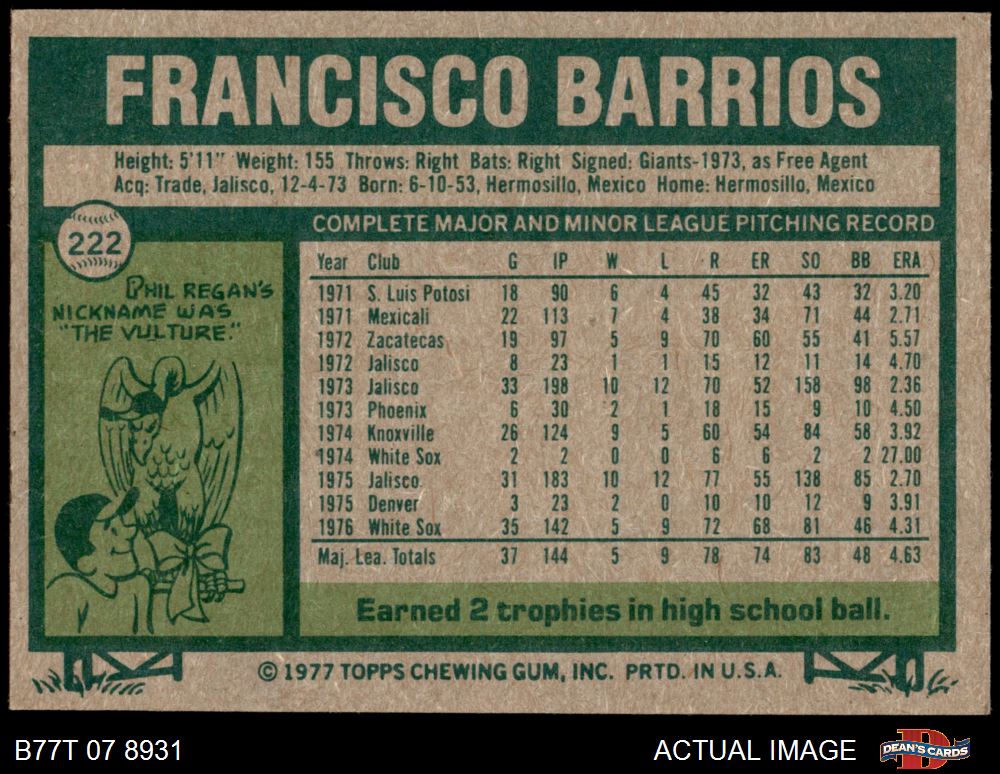 FRANCISCO BARRIOS
Height: 5'11" Weight: 155 Throws: Right Bats: Right Signed: Giants-1973, as Free Agent
Acq: Trade, Jalisco, 12-4-73 Born: 6-10-53, Hermosillo, Mexico Home: Hermosillo, Mexico
222
PHIL REGAN'S
NICKNAME WAS
"THE VULTURE."
COMPLETE MAJOR AND MINOR LEAGUE PITCHING RECORD
Year Club G IP W L R ER SO BB ERA
1971 S. Luis Potosi 18 90 6 4 45 32 43 32 3.20
1971 Mexicali 22 113 7 4 38 34 71 44 2.71
1972 Zacatecas 19 97 5 9 70 60 55 41 5.57
1972 Jalisco 8 23 1 1 15 12 11 14 4.70
1973 Jalisco 33 198 10 12 70 52 158 98 2.36
1973 Phoenix 6 30 2 1 18 15 9 10 4.50
1974 Knoxville 26 124 9 5 60 54 84 58 3.92
1974 White Sox 2 2 0 0 6 6 2 2 27.00
1975 Jalisco 31 183 10 12 77 55 138 85 2.70
1975 Denver 3 23 2 0 10 10 12 9 3.91
1976 White Sox 35 142 5 9 72 68 81 46 4.31
Maj. Lea. Totals 37 144 5 9 78 74 83 48 4.63
Earned 2 trophies in high school ball.
© 1977 TOPPS CHEWING GUM, INC. PRTD. IN U.S.A.
B77T 07 8931
ACTUAL IMAGE
DEAN'S CARDS